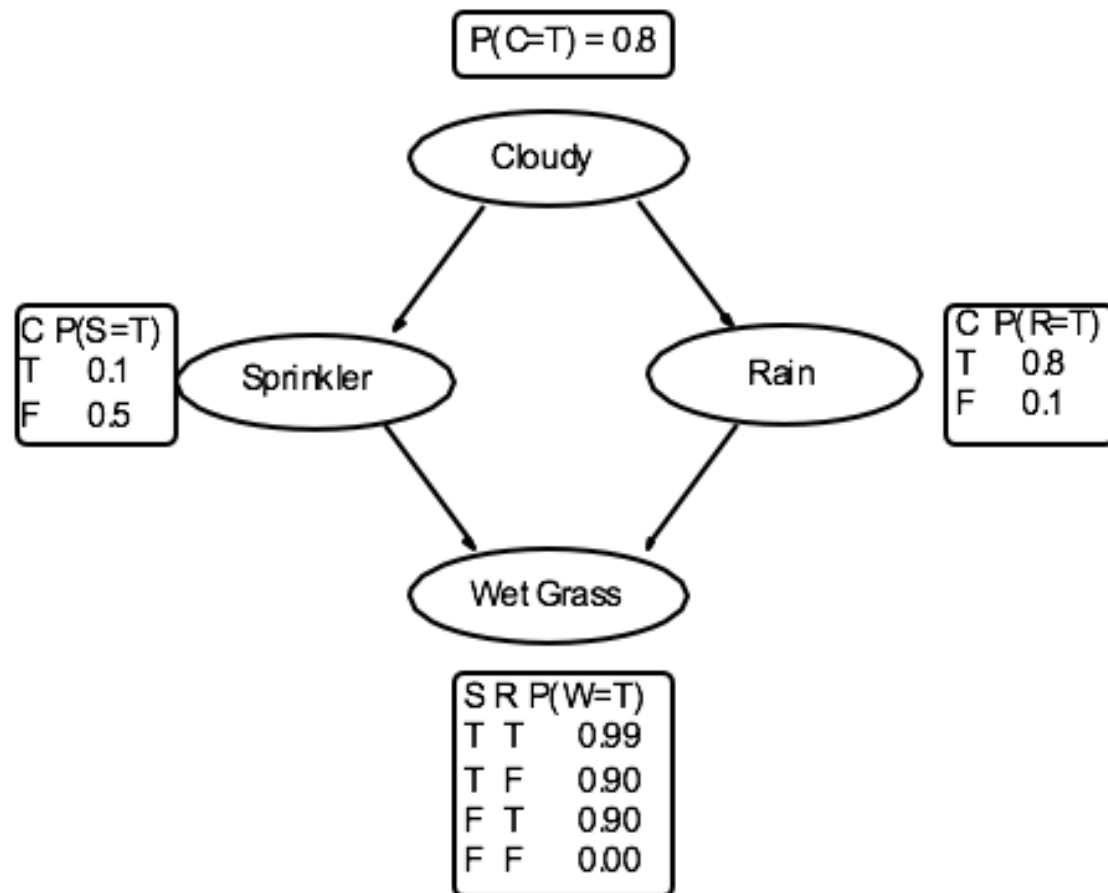 P(C=T) = 0.8
Cloudy
C P(S=T)
T 0.1
F 0.5
Sprinkler
Rain
C P(R=T)
T 0.8
F 0.1
Wet Grass
S R P(W=T)
T T 0.99
T F 0.90
F T 0.90
F F 0.00